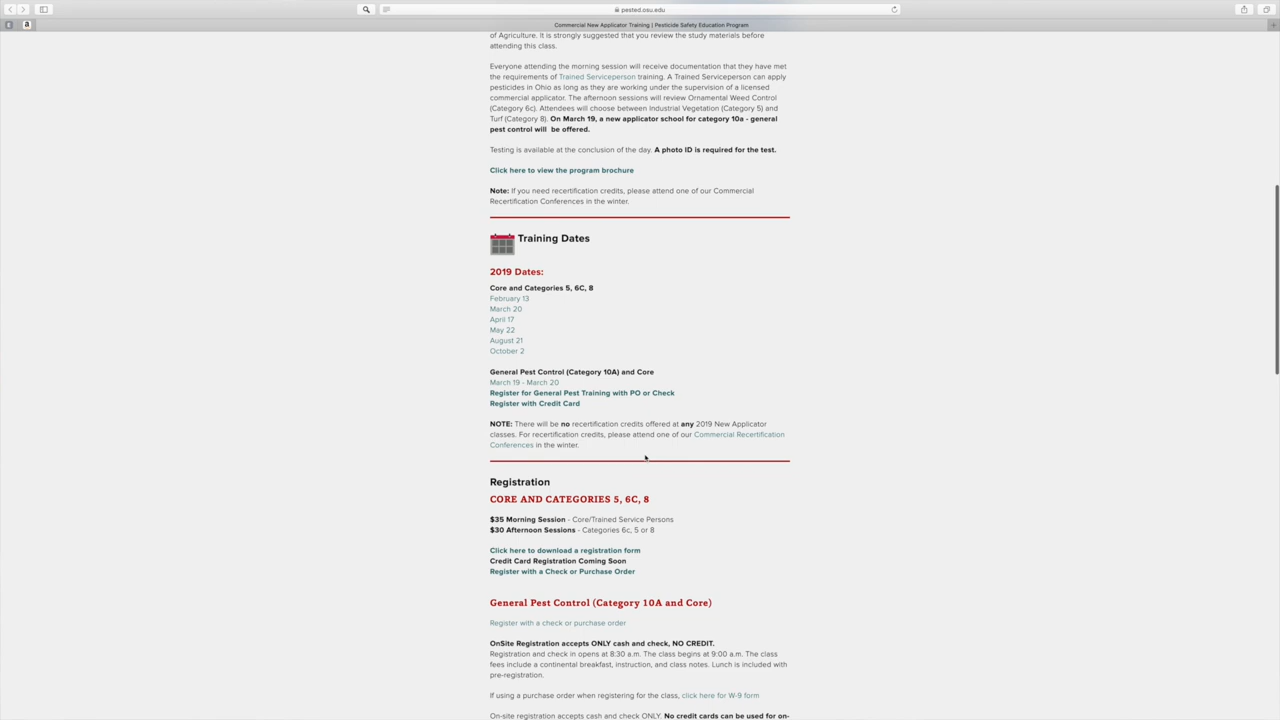 pested.osu.edu
Commercial New Applicator Training | Pesticide Safety Education Program
of Agriculture. It is strongly suggested that you review the study materials before
attending this class.
Everyone attending the morning session will receive documentation that they have met
the requirements of Trained Serviceperson training. A Trained Serviceperson can apply
pesticides in Ohio as long as they are working under the supervision of a licensed
commercial applicator. The afternoon sessions will review Ornamental Weed Control
(Category 6c). Attendees will choose between Industrial Vegetation (Category 5) and
Turf (Category 8). On March 19, a new applicator school for category 10a - general
pest control will  be offered.
Testing is available at the conclusion of the day. A photo ID is required for the test.
Click here to view the program brochure
Note: If you need recertification credits, please attend one of our Commercial
Recertification Conferences in the winter.
Training Dates
2019 Dates:
Core and Categories 5, 6C, 8
February 13
March 20
April 17
May 22
August 21
October 2
General Pest Control (Category 10A) and Core
March 19 - March 20
Register for General Pest Training with PO or Check
Register with Credit Card
NOTE: There will be no recertification credits offered at any 2019 New Applicator
classes. For recertification credits, please attend one of our Commercial Recertification
Conferences in the winter.
Registration
CORE AND CATEGORIES 5, 6C, 8
$35 Morning Session - Core/Trained Service Persons
$30 Afternoon Sessions - Categories 6c, 5 or 8
Click here to download a registration form
Credit Card Registration Coming Soon
Register with a Check or Purchase Order
General Pest Control (Category 10A and Core)
Register with a check or purchase order
OnSite Registration accepts ONLY cash and check, NO CREDIT.
Registration and check in opens at 8:30 a.m. The class begins at 9:00 a.m. The class
fees include a continental breakfast, instruction, and class notes. Lunch is included with
pre-registration.
If using a purchase order when registering for the class, click here for W-9 form
On-site registration accepts cash and check ONLY. No credit cards can be used for on-